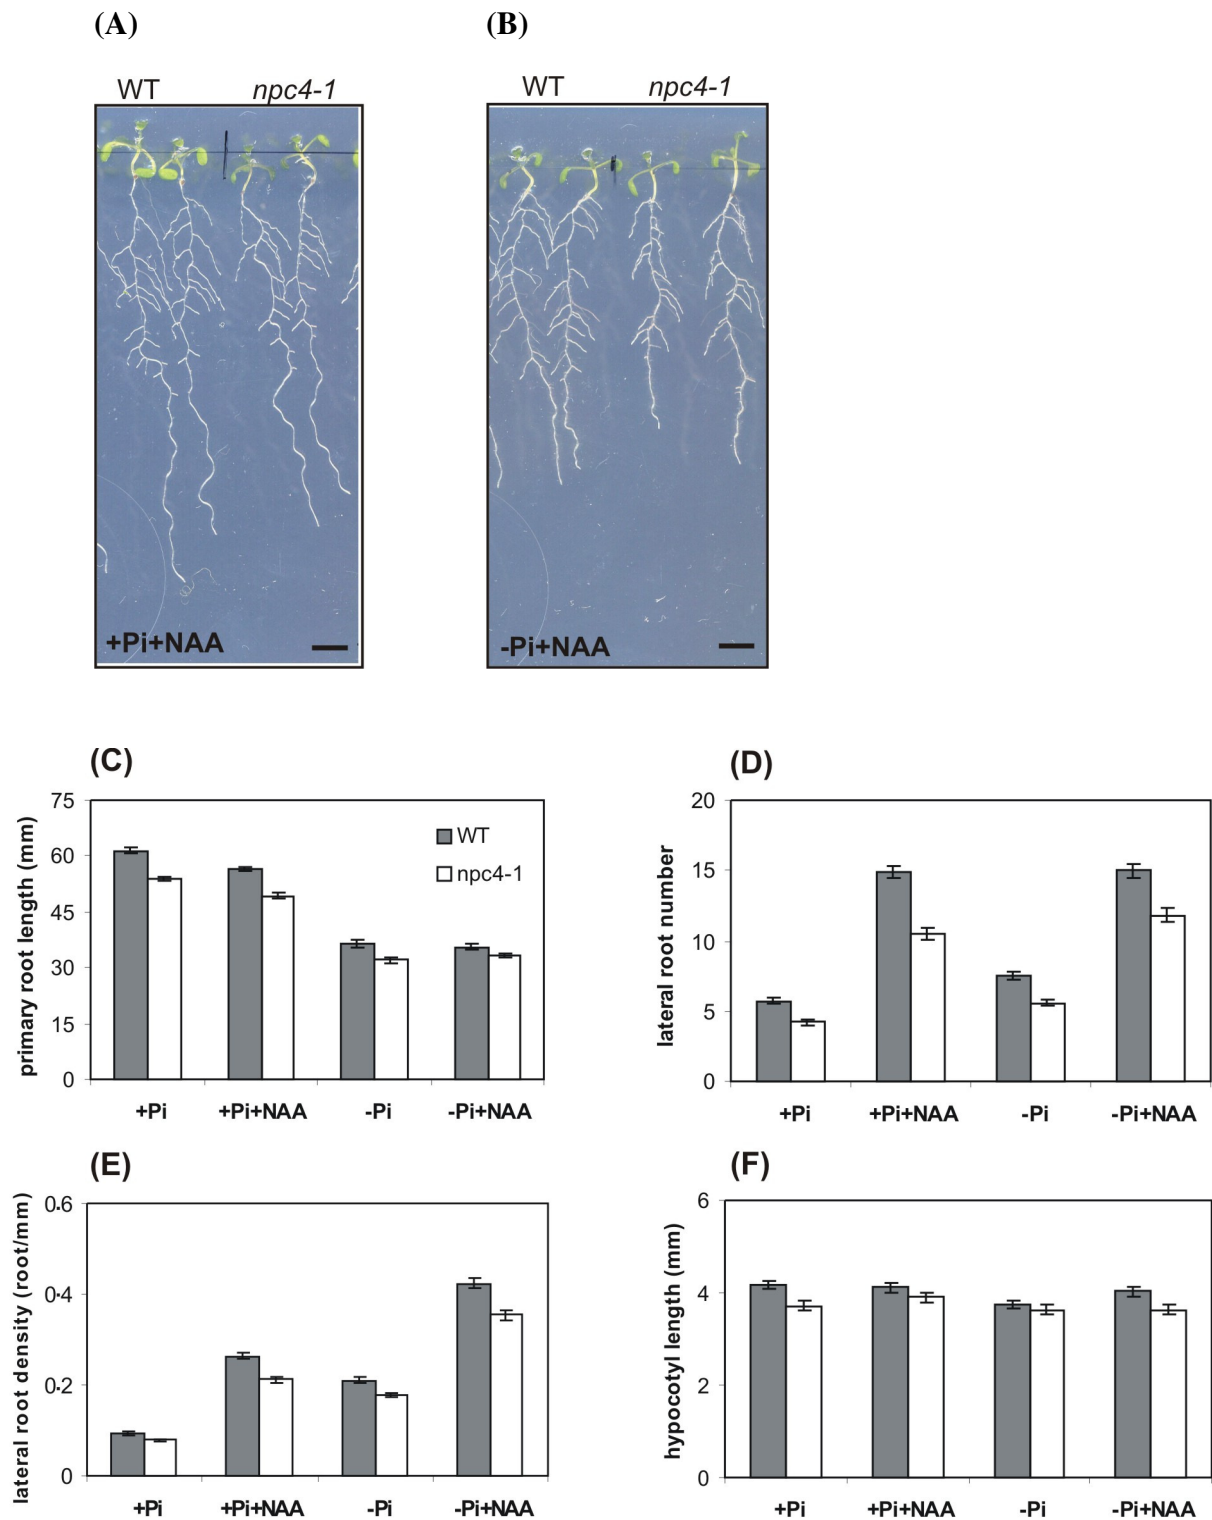 (A) (B)
WT npc4-1 WT npc4-1
+Pi+NAA -Pi+NAA
(C)
75
60
45
30
15
0
primary root length (mm)
WT
npc4-1
+Pi +Pi+NAA -Pi -Pi+NAA
(D)
20
15
10
5
0
lateral root number
+Pi +Pi+NAA -Pi -Pi+NAA
(E)
0·6
0·4
0·2
0
lateral root density (root/mm)
+Pi +Pi+NAA -Pi -Pi+NAA
(F)
6
4
2
0
hypocotyl length (mm)
+Pi +Pi+NAA -Pi -Pi+NAA